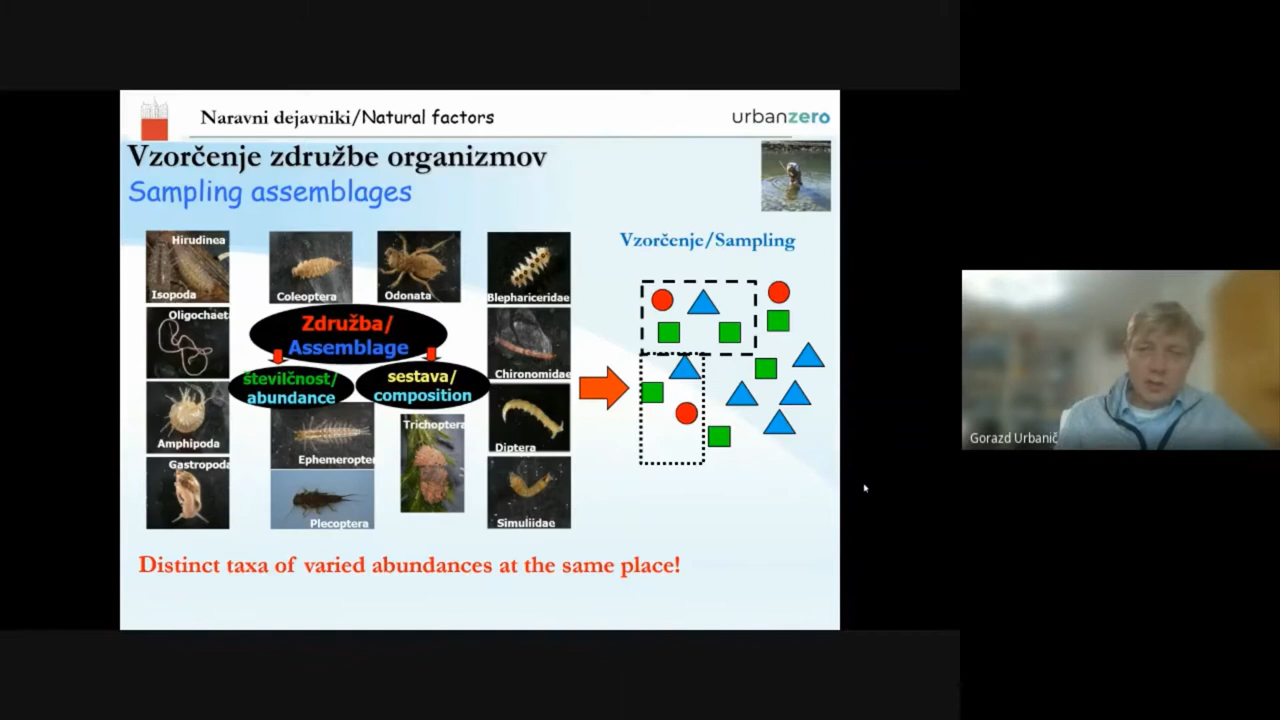 Naravni dejavniki/Natural factors
urbanzero
Vzorčenje združbe organizmov
Sampling assemblages
Vzorčenje/Sampling
Hirudinea
Isopoda
Coleoptera
Odonata
Blephariceridae
Oligochaet
Združba/
Assemblage
Chironomidae
številčnost/
abundance
sestava/
composition
Amphipoda
Ephemeropter
Trichoptera
Diptera
Gastropoda
Plecoptera
Simuliidae
Distinct taxa of varied abundances at the same place!
Gorazd Urbanič